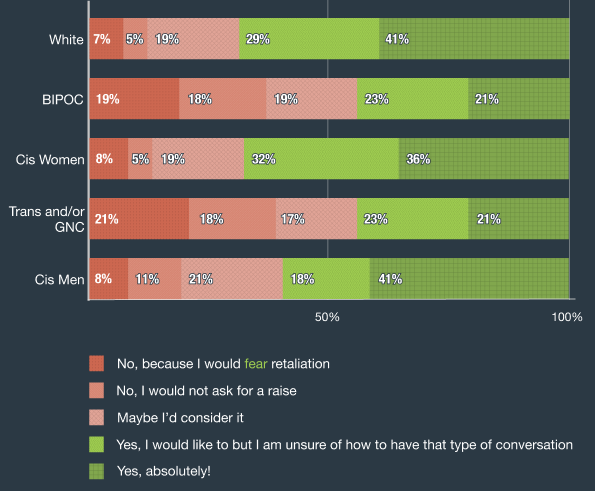 White 7% 5% 19% 29% 41%
BIPOC 19% 18% 19% 23% 21%
Cis Women 8% 5% 19% 32% 36%
Trans and/or
GNC 21% 18% 17% 23% 21%
Cis Men 8% 11% 21% 18% 41%
50% 100%
No, because I would fear retaliation
No, I would not ask for a raise
Maybe I'd consider it
Yes, I would like to but I am unsure of how to have that type of conversation
Yes, absolutely!